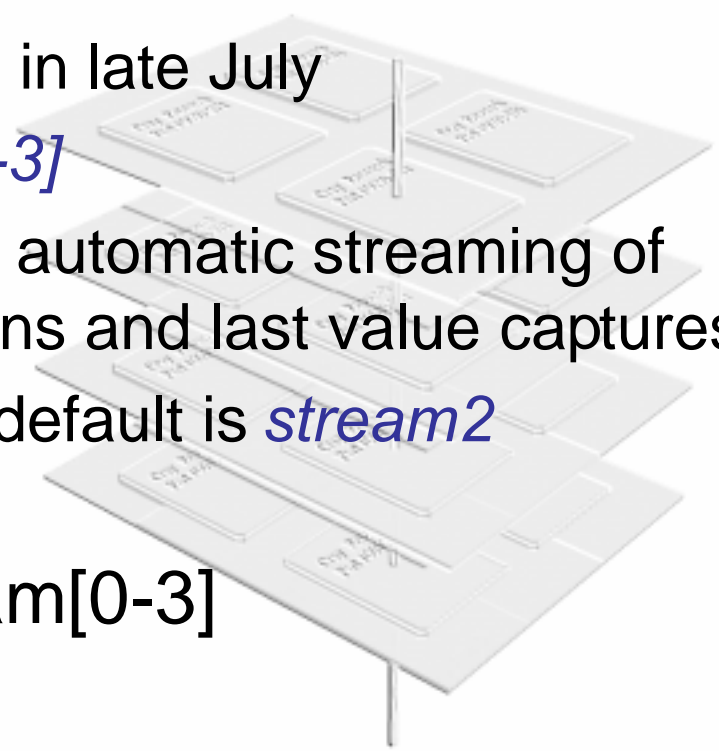 in late July
-3]
automatic streaming of
ns and last value captures
default is stream2
m[0-3]